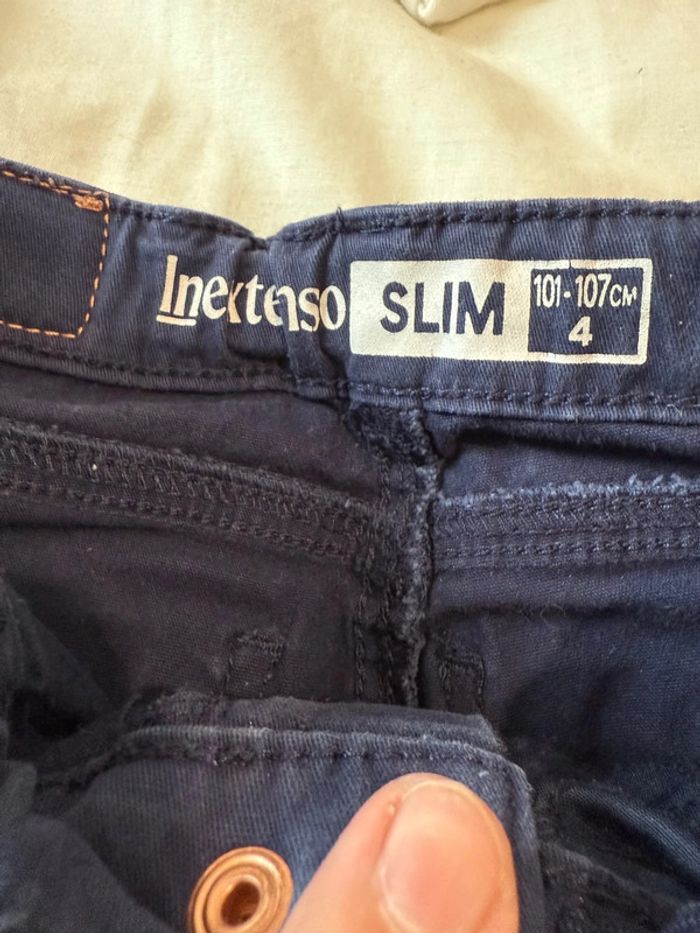 Inextenso
SLIM
101-107CM
4